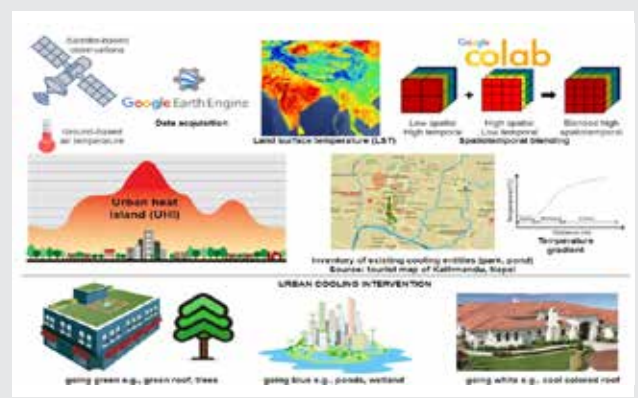 Satellite-based
observations
Google Earth Engine
Data acquisition
Ground-based
air temperature
Land surface temperature (LST)
Google
colab
Low spatial
High temporal
+
High spatial
Low temporal
Blended high
spatiotemporal
Spatiotemporal blending
Urban heat
island (UHI)
Inventory of existing cooling entities (park, pond)
Source: tourist map of Kathmandu, Nepal
Temperature
gradient
URBAN COOLING INTERVENTION
going green e.g., green roof, trees
going blue e.g., ponds, wetland
going white e.g., cool colored roof